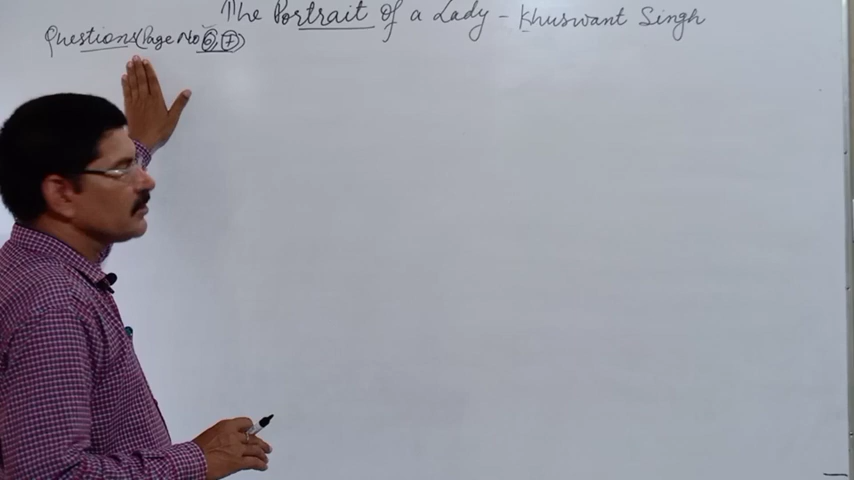 The Portrait of a Lady - Khuswant Singh
Questions (Page No 6, 7)